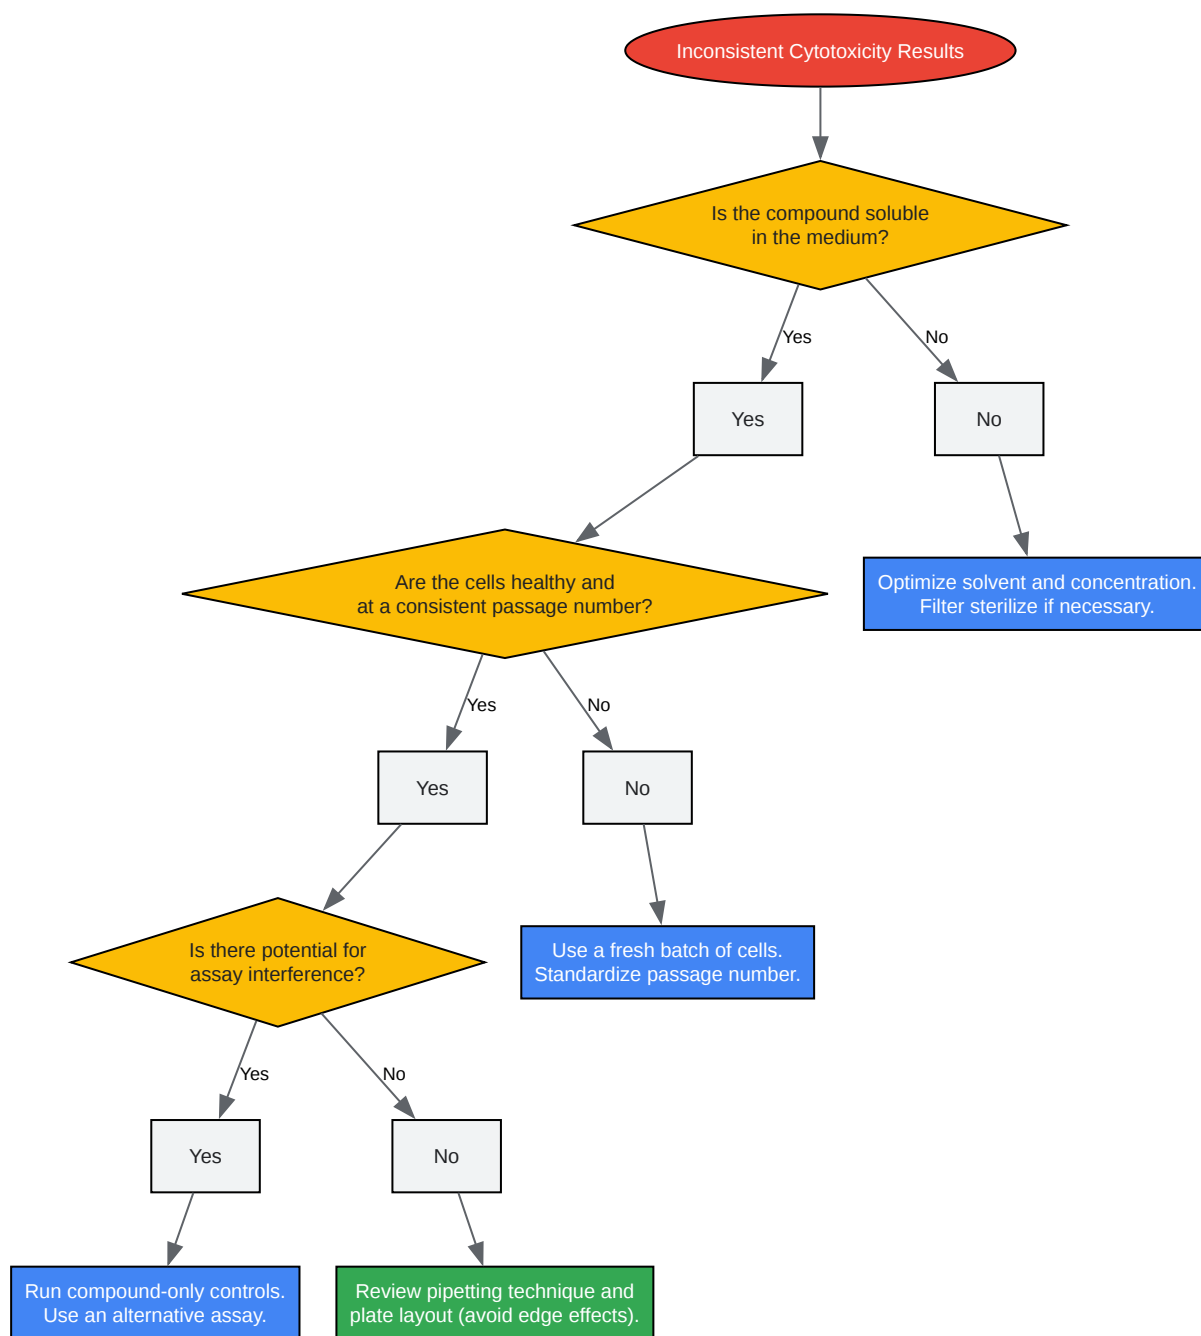 Inconsistent Cytotoxicity Results
Is the compound soluble
in the medium?
Yes
No
Yes
No
Are the cells healthy and
at a consistent passage number?
Optimize solvent and concentration.
Filter sterilize if necessary.
Yes
No
Yes
No
Is there potential for
assay interference?
Use a fresh batch of cells.
Standardize passage number.
Yes
No
Yes
No
Run compound-only controls.
Use an alternative assay.
Review pipetting technique and
plate layout (avoid edge effects).